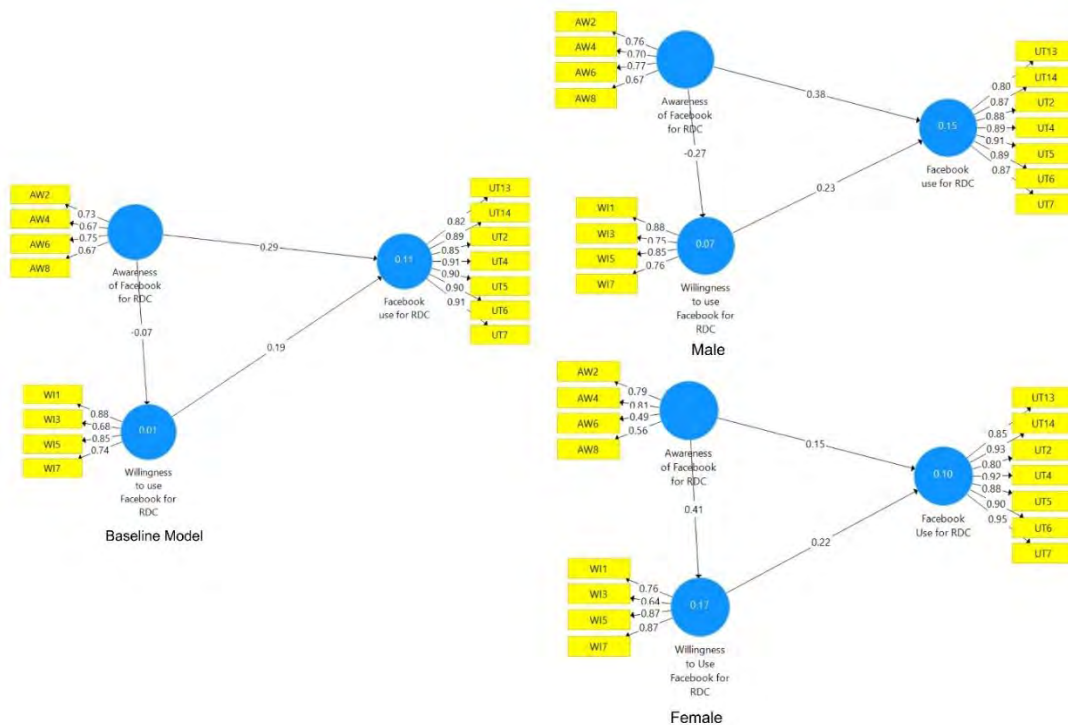 AW2
AW4
AW6
AW8
0.73
0.67
0.75
0.67
Awareness
of Facebook
for RDC
0.29
-0.07
0.19
UT13
UT14
UT2
UT4
UT5
UT6
UT7
0.82
0.89
0.85
0.91
0.90
0.90
0.91
0.11
Facebook
use for RDC
WI1
WI3
WI5
WI7
0.88
0.68
0.85
0.74
0.01
Willingness
to use
Facebook for
RDC
Baseline Model
AW2
AW4
AW6
AW8
0.76
0.70
0.77
0.67
Awareness
of Facebook
for RDC
0.38
-0.27
0.23
UT13
UT14
UT2
UT4
UT5
UT6
UT7
0.80
0.87
0.88
0.89
0.91
0.89
0.87
0.15
Facebook
use for RDC
WI1
WI3
WI5
WI7
0.88
0.75
0.85
0.76
0.07
Willingness
to use
Facebook for
RDC
Male
AW2
AW4
AW6
AW8
0.79
0.81
0.49
0.56
Awareness
of Facebook
for RDC
0.15
0.41
0.22
UT13
UT14
UT2
UT4
UT5
UT6
UT7
0.85
0.93
0.80
0.92
0.88
0.90
0.95
0.10
Facebook
Use for RDC
WI1
WI3
WI5
WI7
0.76
0.64
0.87
0.87
0.17
Willingness
to Use
Facebook for
RDC
Female